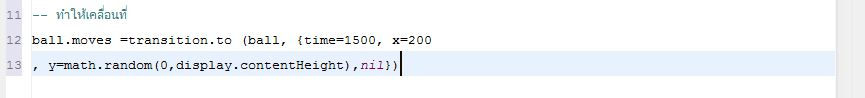 11 -- ทำให้เคลื่อนที่
12 ball.moves =transition.to (ball, {time=1500, x=200
13 , y=math.random(0,display.contentHeight),nil})